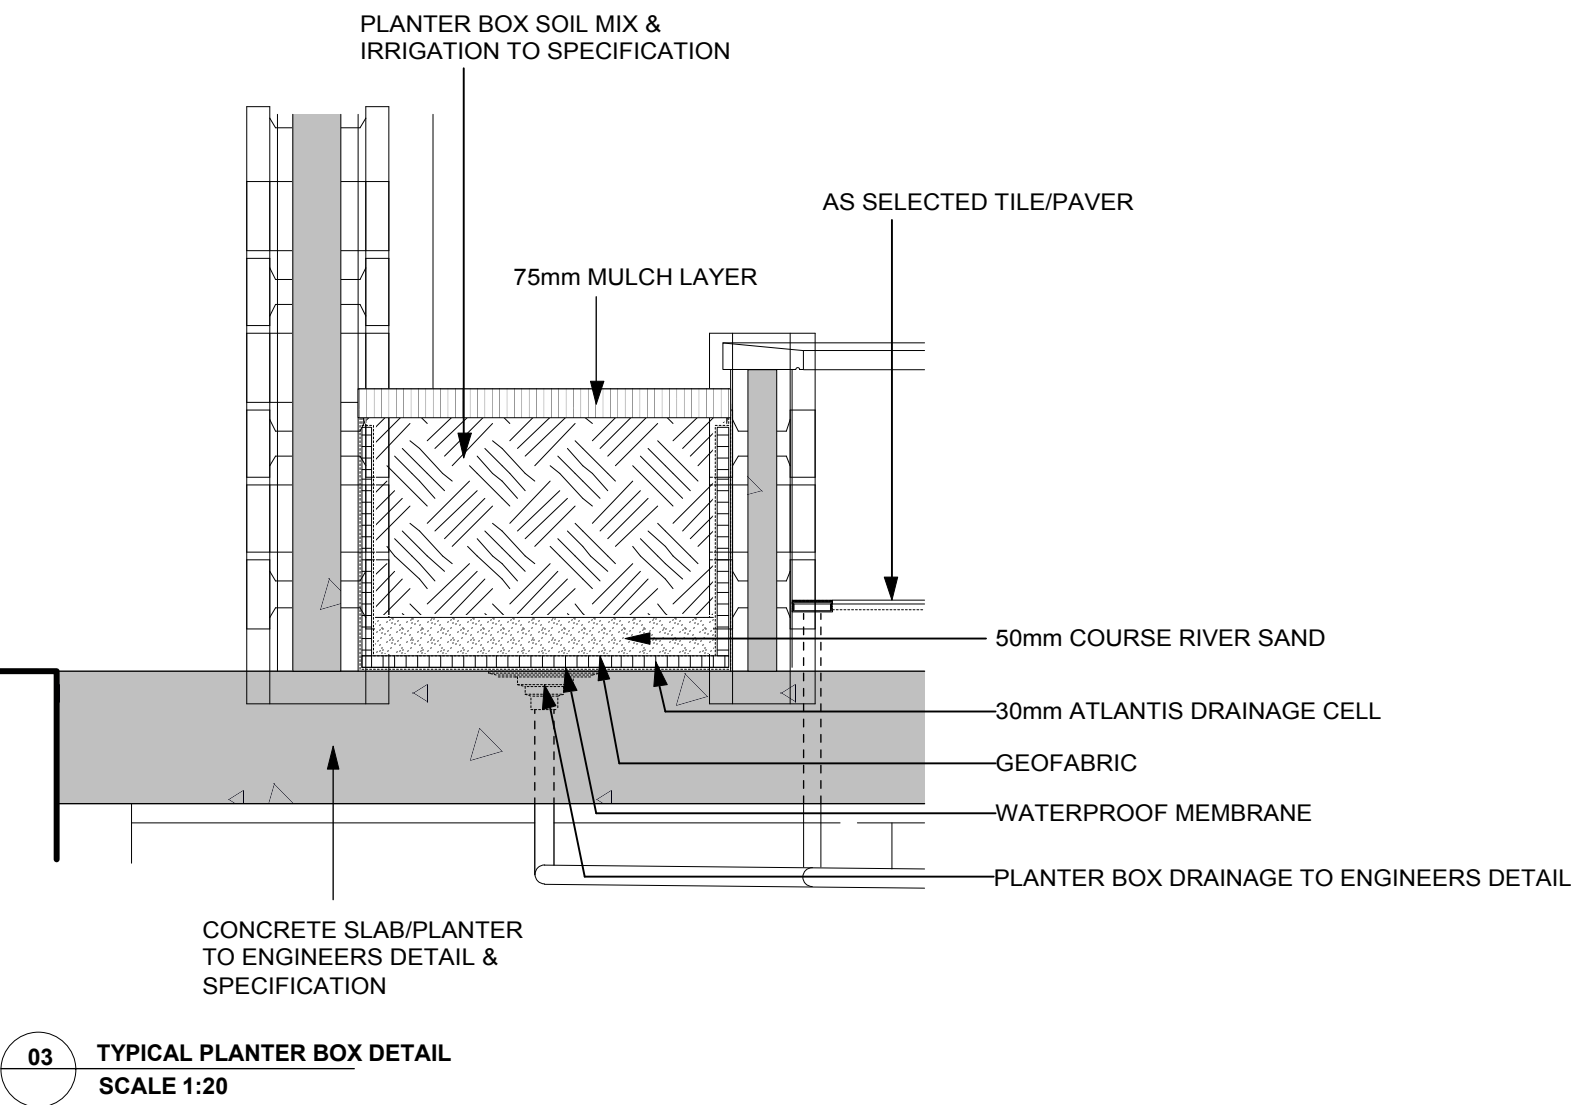 PLANTER BOX SOIL MIX &
IRRIGATION TO SPECIFICATION
AS SELECTED TILE/PAVER
75mm MULCH LAYER
50mm COURSE RIVER SAND
30mm ATLANTIS DRAINAGE CELL
GEOFABRIC
WATERPROOF MEMBRANE
PLANTER BOX DRAINAGE TO ENGINEERS DETAIL
CONCRETE SLAB/PLANTER
TO ENGINEERS DETAIL &
SPECIFICATION
03
TYPICAL PLANTER BOX DETAIL
SCALE 1:20